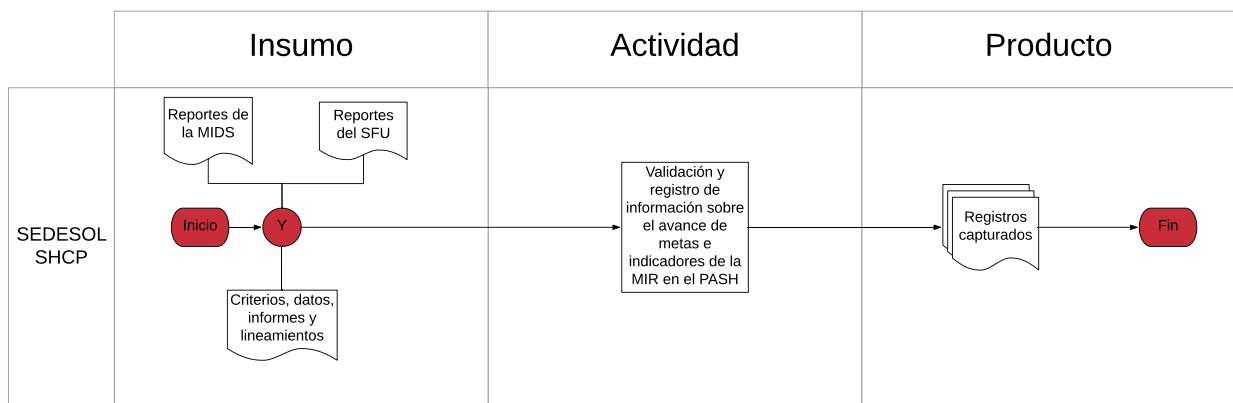 Insumo
Actividad
Producto
SEDESOL
SHCP
Reportes de
la MIDS
Reportes
del SFU
Inicio
Y
Criterios, datos,
informes y
lineamientos
Validación y
registro de
información sobre
el avance de
metas e
indicadores de la
MIR en el PASH
Registros
capturados
Fin